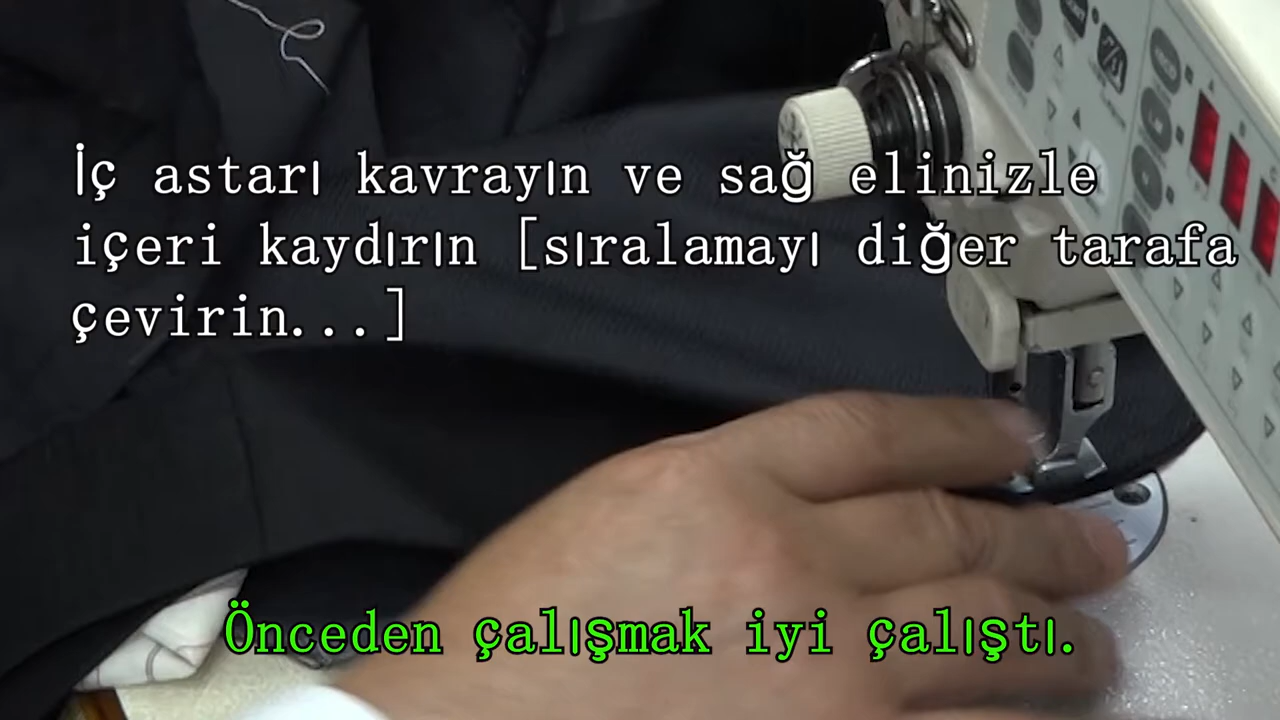 İç astarı kavrayın ve sağ elinizle
içeri kaydırın [sıralamayı diğer tarafa
çevirin...]
Önceden çalışmak iyi çalıştı.